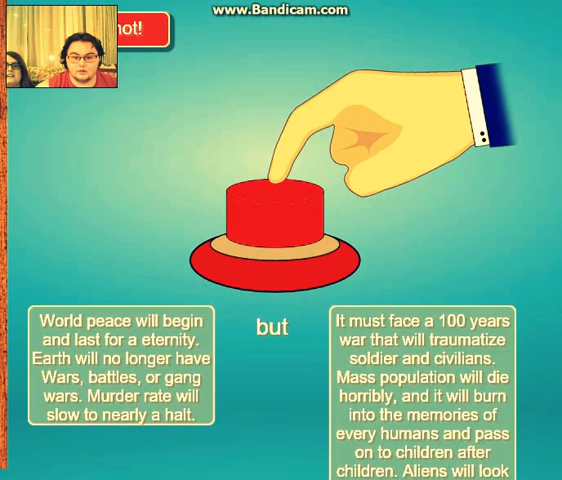 www.Bandicam.com
not!
World peace will begin
and last for a eternity.
Earth will no longer have
Wars, battles, or gang
wars. Murder rate will
slow to nearly a halt.
but
It must face a 100 years
war that will traumatize
soldier and civilians.
Mass population will die
horribly, and it will burn
into the memories of
every humans and pass
on to children after
children. Aliens will look